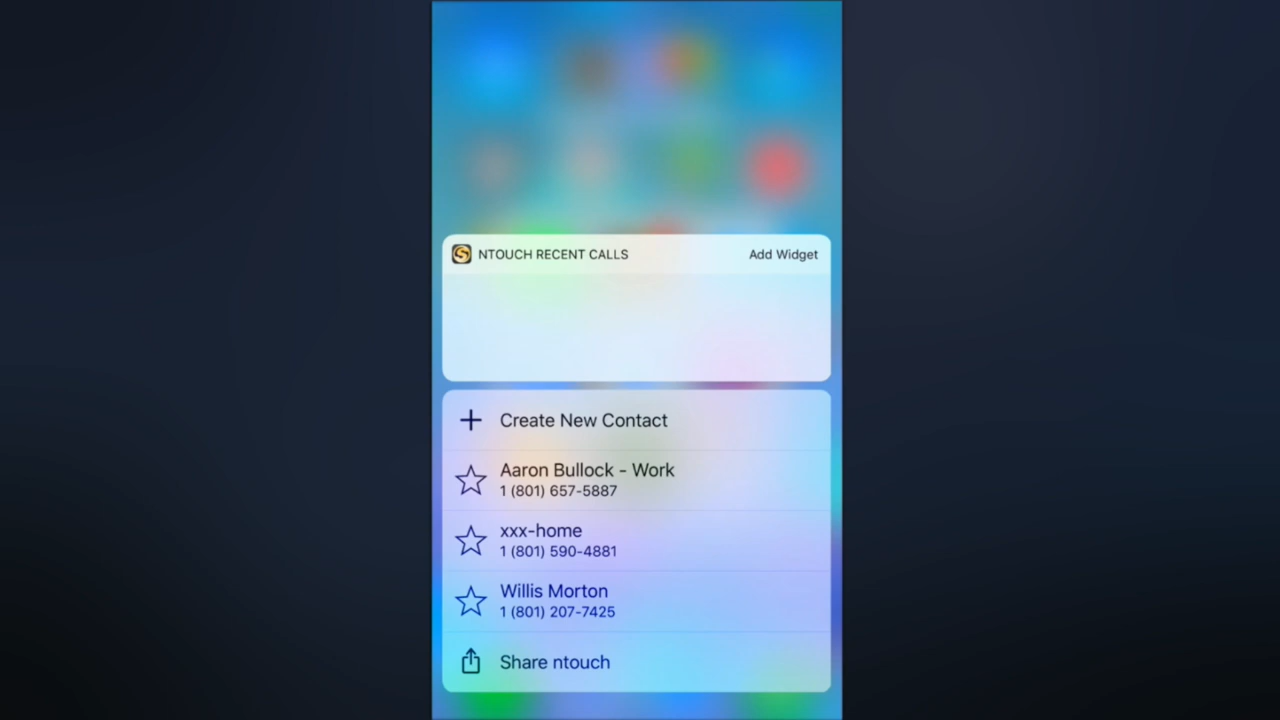 NTOUCH RECENT CALLS Add Widget
Create New Contact
Aaron Bullock - Work
1 (801) 657-5887
xxx-home
1 (801) 590-4881
Willis Morton
1 (801) 207-7425
Share ntouch